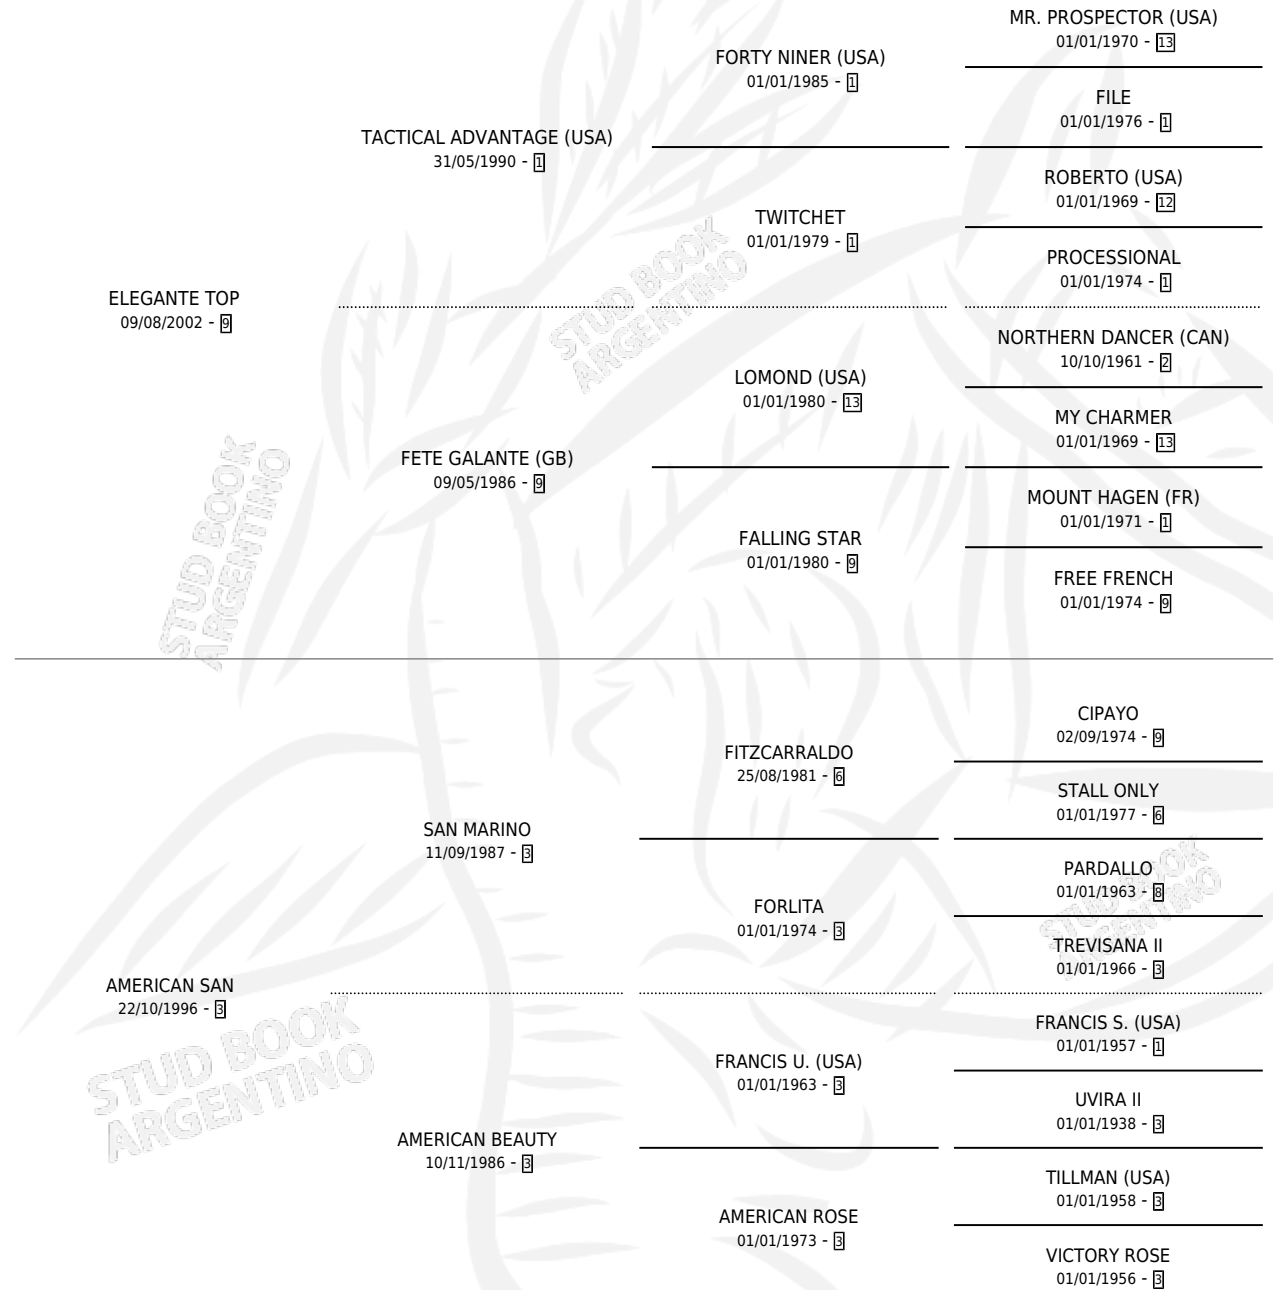 MR. PROSPECTOR (USA)
01/01/1970 - 13
FORTY NINER (USA)
01/01/1985 - 1
FILE
01/01/1976 - 1
TACTICAL ADVANTAGE (USA)
31/05/1990 - 1
ROBERTO (USA)
01/01/1969 - 12
TWITCHET
01/01/1979 - 1
PROCESSIONAL
01/01/1974 - 1
ELEGANTE TOP
09/08/2002 - 9
NORTHERN DANCER (CAN)
10/10/1961 - 2
LOMOND (USA)
01/01/1980 - 13
MY CHARMER
01/01/1969 - 13
FETE GALANTE (GB)
09/05/1986 - 9
MOUNT HAGEN (FR)
01/01/1971 - 1
FALLING STAR
01/01/1980 - 9
FREE FRENCH
01/01/1974 - 9
STUD BOOK
ARGENTINO
STUD BOOK
ARGENTINO
CIPAYO
02/09/1974 - 9
FITZCARRALDO
25/08/1981 - 6
STALL ONLY
01/01/1977 - 6
SAN MARINO
11/09/1987 - 3
PARDALLO
01/01/1963 - 8
FORLITA
01/01/1974 - 3
TREVISANA II
01/01/1966 - 3
AMERICAN SAN
22/10/1996 - 3
FRANCIS S. (USA)
01/01/1957 - 1
FRANCIS U. (USA)
01/01/1963 - 3
UVIRA II
01/01/1938 - 3
AMERICAN BEAUTY
10/11/1986 - 3
TILLMAN (USA)
01/01/1958 - 3
AMERICAN ROSE
01/01/1973 - 3
VICTORY ROSE
01/01/1956 - 3
STUD BOOK
ARGENTINO
STUD BOOK
ARGENTINO